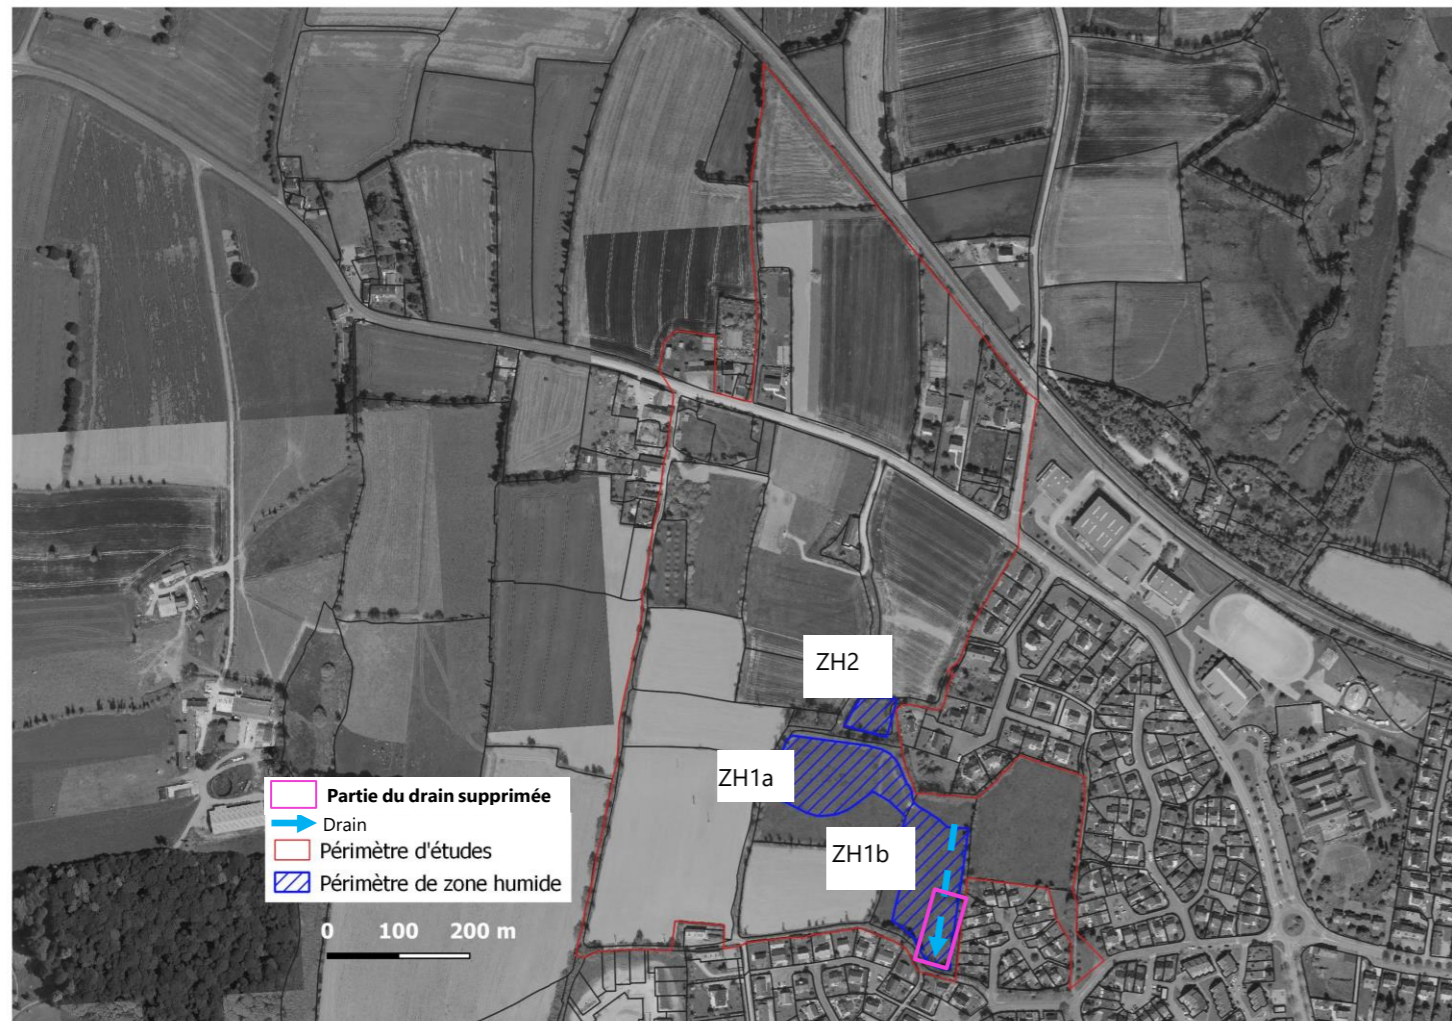 ZH2
ZH1a
ZH1b
Partie du drain supprimée
Drain
Périmètre d'études
Périmètre de zone humide
0 100 200 m